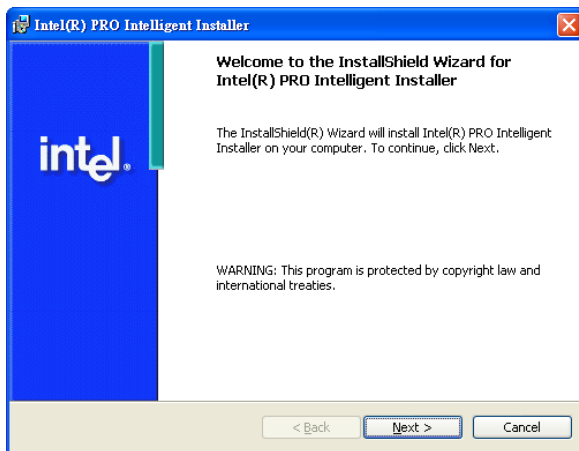 Intel(R) PRO Intelligent Installer
Welcome to the InstallShield Wizard for
Intel(R) PRO Intelligent Installer
intel®
The InstallShield(R) Wizard will install Intel(R) PRO Intelligent
Installer on your computer. To continue, click Next.
WARNING: This program is protected by copyright law and
international treaties.
< Back
Next >
Cancel